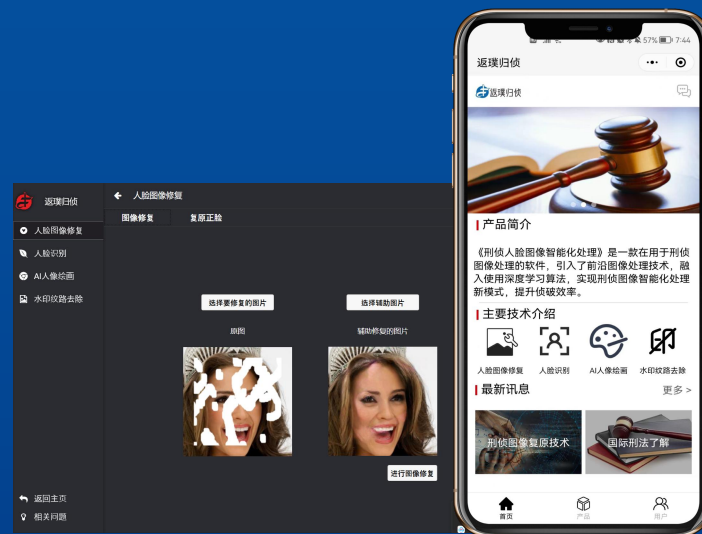 返璞归侦
人脸图像修复
人脸识别
AI人像绘画
水印纹路去除
返回主页
相关问题
人脸图像修复
图像修复 复原正脸
选择要修复的图片 选择辅助图片
原图 辅助修复的图片
进行图像修复
57% 7:44
返璞归侦
返璞归侦
产品简介
《刑侦人脸图像智能化处理》是一款在用于刑侦
图像处理的软件，引入了前沿图像处理技术，融
入使用深度学习算法，实现刑侦图像智能化处理
新模式，提升侦破效率。
主要技术介绍
人脸图像修复 人脸识别 AI人像绘画 水印纹路去除
最新讯息 更多 >
刑侦图像复原技术 国际刑法了解
首页 产品 用户